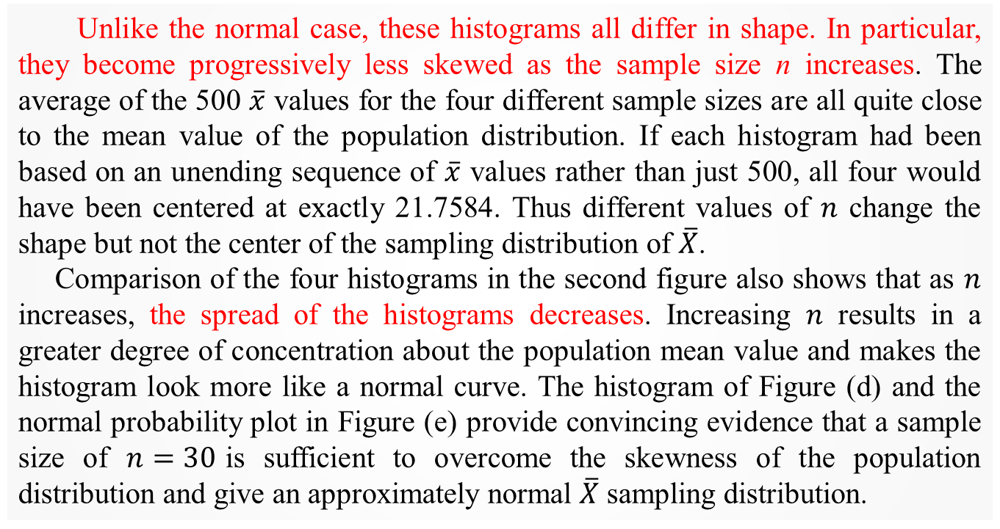 Unlike the normal case, these histograms all differ in shape. In particular,
they become progressively less skewed as the sample size n increases. The
average of the 500 x̄ values for the four different sample sizes are all quite close
to the mean value of the population distribution. If each histogram had been
based on an unending sequence of x̄ values rather than just 500, all four would
have been centered at exactly 21.7584. Thus different values of n change the
shape but not the center of the sampling distribution of X̄.
Comparison of the four histograms in the second figure also shows that as n
increases, the spread of the histograms decreases. Increasing n results in a
greater degree of concentration about the population mean value and makes the
histogram look more like a normal curve. The histogram of Figure (d) and the
normal probability plot in Figure (e) provide convincing evidence that a sample
size of n = 30 is sufficient to overcome the skewness of the population
distribution and give an approximately normal X̄ sampling distribution.